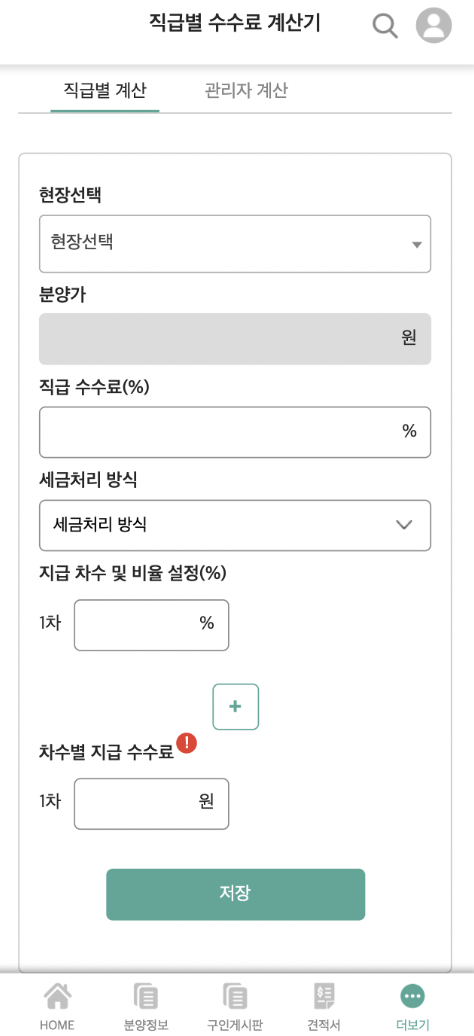 직급별 수수료 계산기
직급별 계산 관리자 계산
현장선택
현장선택
분양가
원
직급 수수료(%)
%
세금처리 방식
세금처리 방식
지급 차수 및 비율 설정(%)
1차 %
+
차수별 지급 수수료 !
1차 원
저장
HOME 분양정보 구인게시판 견적서 더보기